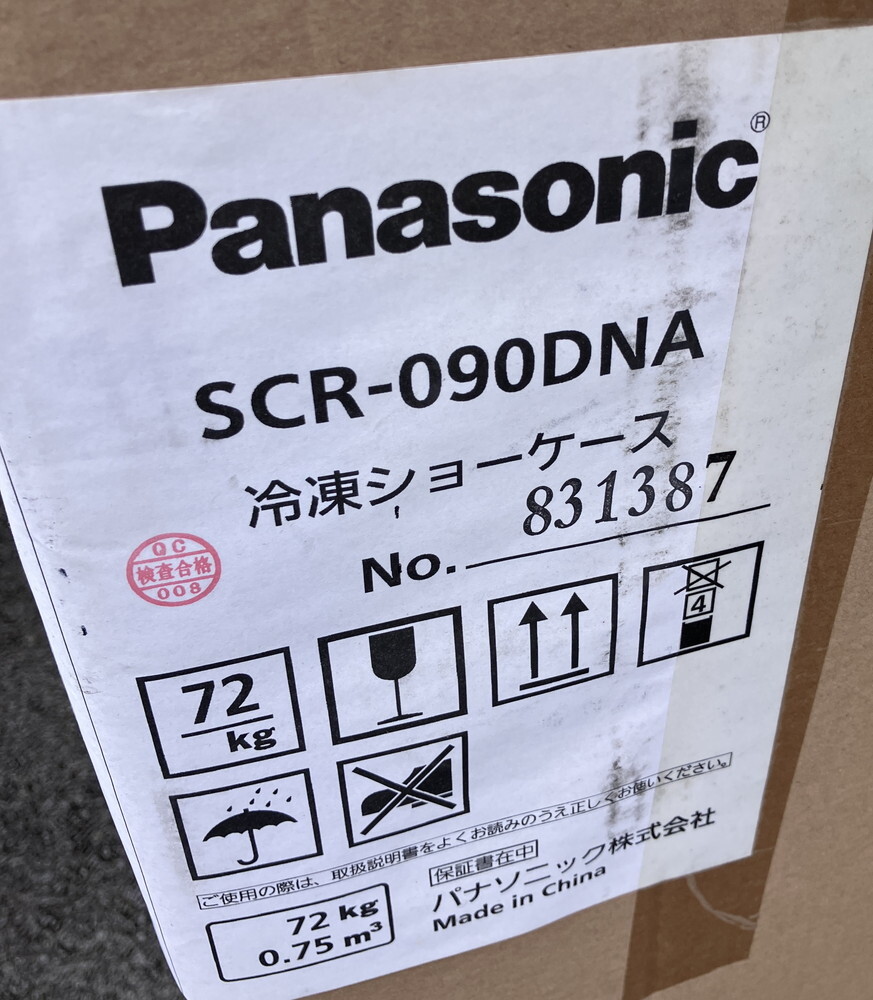 Panasonic®
SCR-090DNA
冷凍ショーケース
No. 831387
QC
検査合格
008
4
72
kg
ご使用の際は、取扱説明書をよくお読みのうえ正しくお使いください。
保証書在中
パナソニック株式会社
Made in China
72 kg
0.75 m³